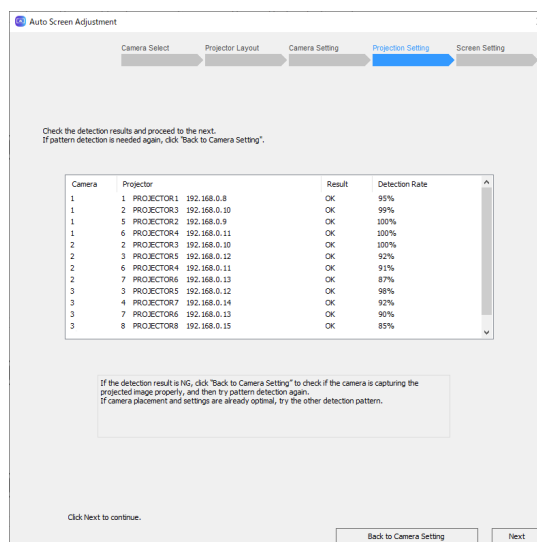 Auto Screen Adjustment
Camera Select Projector Layout Camera Setting Projection Setting Screen Setting
Check the detection results and proceed to the next.
If pattern detection is needed again, click "Back to Camera Setting".
Camera Projector Result Detection Rate
1 1 PROJECTOR1 192.168.0.8 OK 95%
1 2 PROJECTOR3 192.168.0.10 OK 99%
1 5 PROJECTOR2 192.168.0.9 OK 100%
1 6 PROJECTOR4 192.168.0.11 OK 100%
2 2 PROJECTOR3 192.168.0.10 OK 100%
2 3 PROJECTOR5 192.168.0.12 OK 92%
2 6 PROJECTOR4 192.168.0.11 OK 91%
2 7 PROJECTOR6 192.168.0.13 OK 87%
3 3 PROJECTOR5 192.168.0.12 OK 98%
3 4 PROJECTOR7 192.168.0.14 OK 92%
3 7 PROJECTOR6 192.168.0.13 OK 90%
3 8 PROJECTOR8 192.168.0.15 OK 85%
If the detection result is NG, click "Back to Camera Setting" to check if the camera is capturing the
projected image properly, and then try pattern detection again.
If camera placement and settings are already optimal, try the other detection pattern.
Click Next to continue.
Back to Camera Setting Next